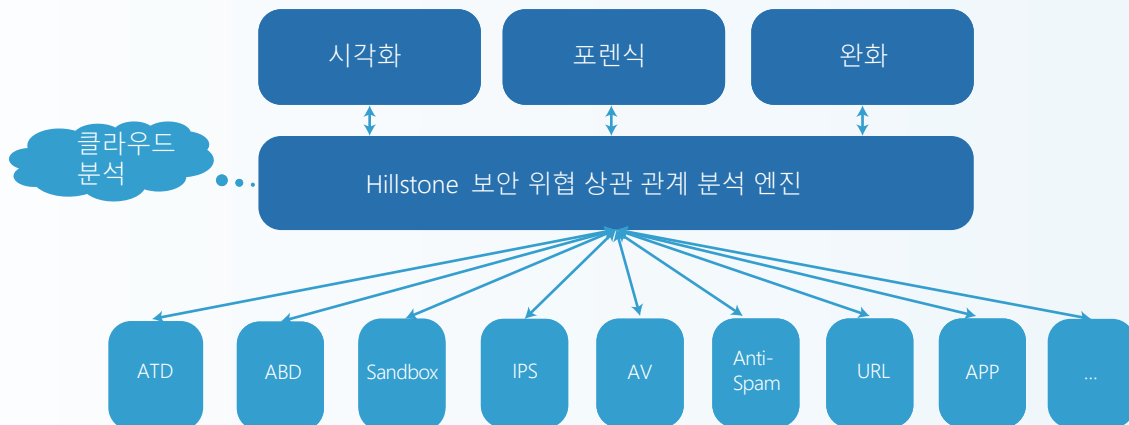 시각화
포렌식
완화
클라우드
분석
Hillstone 보안 위협 상관 관계 분석 엔진
ATD
ABD
Sandbox
IPS
AV
Anti-
Spam
URL
APP
...